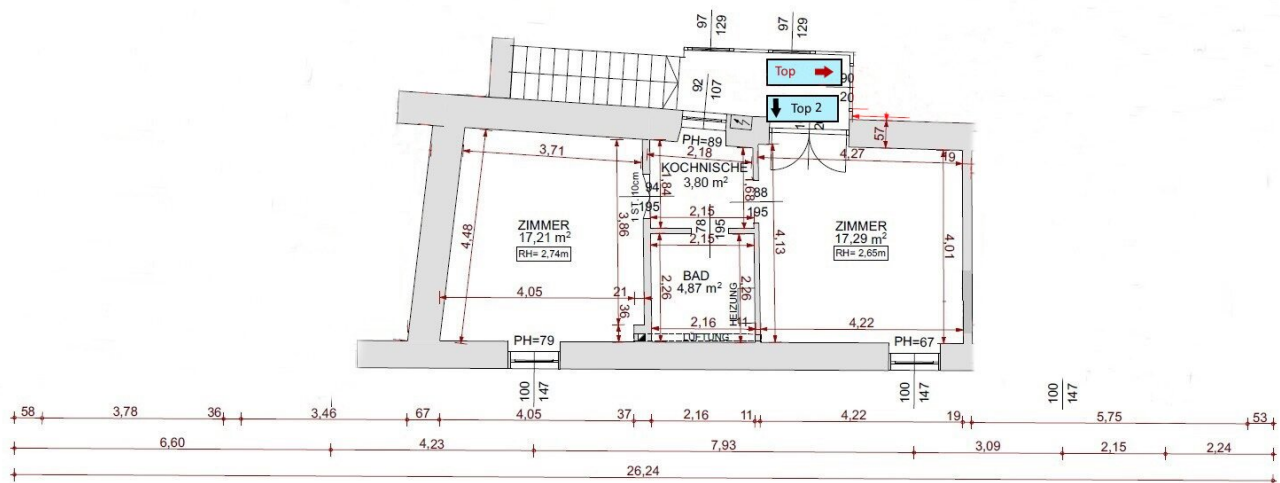 97
129
97
129
Top
90
20
92
107
Top 2
57
PH=89
3,71
2,18
4,27
19
KOCHNISCHE
3,80 m²
1,84
1,68
94
195
1 ST. 10cm
88
195
2,15
78
195
2,15
ZIMMER
17,21 m²
RH= 2,74m
4,48
3,86
ZIMMER
17,29 m²
RH= 2,65m
4,13
4,01
BAD
4,87 m²
2,26
2,26
HEIZUNG
4,05
21
36
2,16
11
4,22
LÜFTUNG
PH=79
PH=67
100
147
100
147
100
147
58 3,78 36 3,46 67 4,05 37 2,16 11 4,22 19 5,75 53
6,60 4,23 7,93 3,09 2,15 2,24
26,24